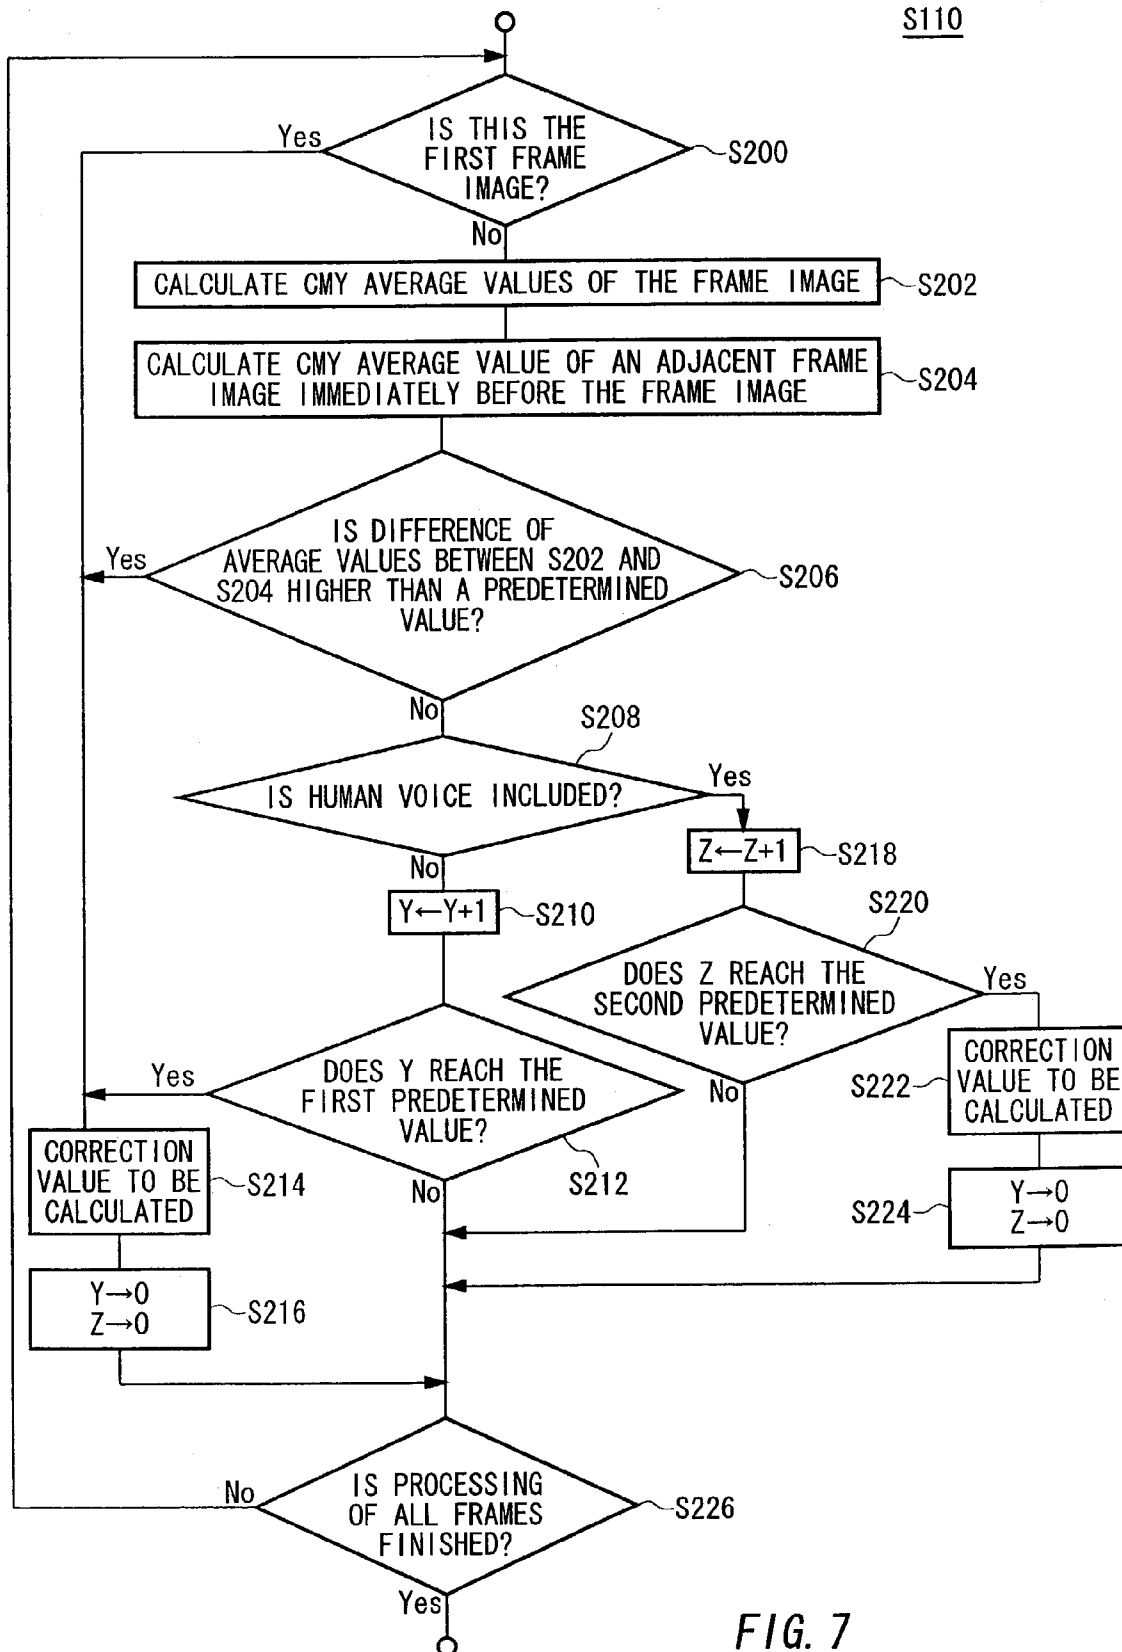 S110
IS THIS THE
FIRST FRAME
IMAGE?
Yes
S200
No
CALCULATE CMY AVERAGE VALUES OF THE FRAME IMAGE
S202
CALCULATE CMY AVERAGE VALUE OF AN ADJACENT FRAME
IMAGE IMMEDIATELY BEFORE THE FRAME IMAGE
S204
IS DIFFERENCE OF
AVERAGE VALUES BETWEEN S202 AND
S204 HIGHER THAN A PREDETERMINED
VALUE?
Yes
S206
No
S208
IS HUMAN VOICE INCLUDED?
Yes
No
Z←Z+1
S218
Y←Y+1
S210
S220
DOES Z REACH THE
SECOND PREDETERMINED
VALUE?
Yes
No
DOES Y REACH THE
FIRST PREDETERMINED
VALUE?
Yes
S212
No
CORRECTION
VALUE TO BE
CALCULATED
S222
CORRECTION
VALUE TO BE
CALCULATED
S214
Y→0
Z→0
S224
Y→0
Z→0
S216
IS PROCESSING
OF ALL FRAMES
FINISHED?
No
S226
Yes
FIG. 7